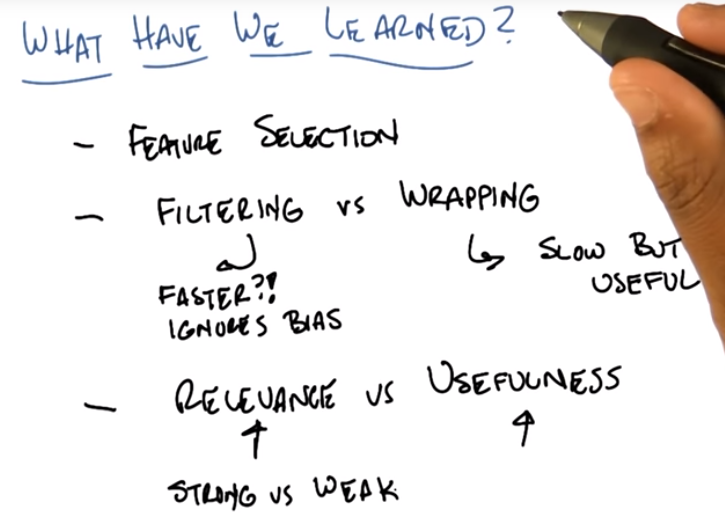 WHAT HAVE WE LEARNED?
- FEATURE SELECTION
- FILTERING vs WRAPPING
SLOW BUT
USEFUL
FASTER?!
IGNORES BIAS
- RELEVANCE vs USEFULNESS
STRONG vs WEAK